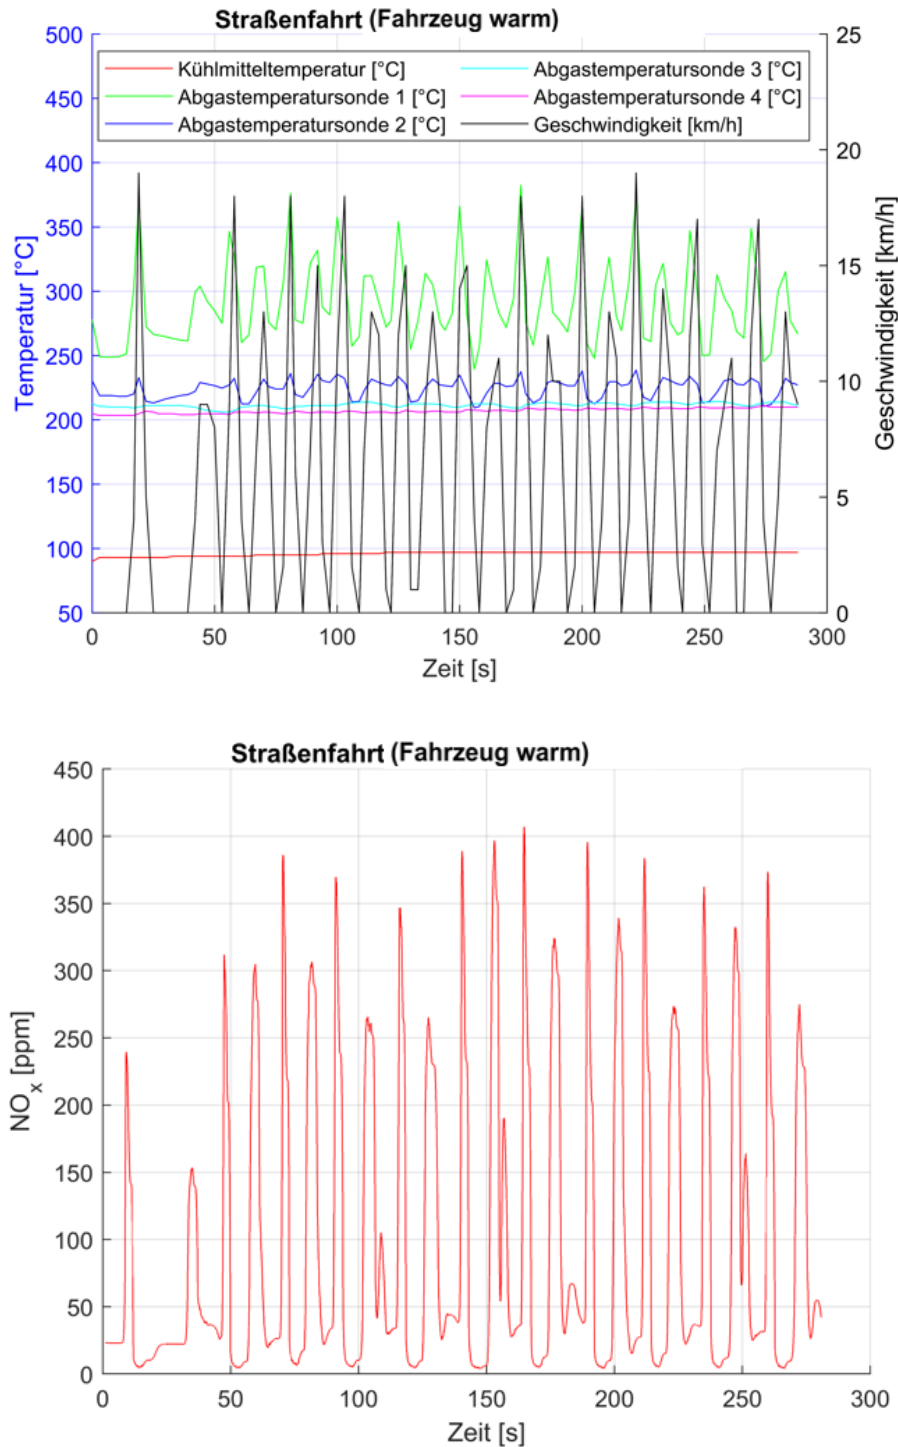 Straßenfahrt (Fahrzeug warm)
500
450
400
350
300
250
200
150
100
50
Temperatur [°C]
25
20
15
10
5
0
Geschwindigkeit [km/h]
Kühlmitteltemperatur [°C]
Abgastemperatursonde 1 [°C]
Abgastemperatursonde 2 [°C]
Abgastemperatursonde 3 [°C]
Abgastemperatursonde 4 [°C]
Geschwindigkeit [km/h]
0 50 100 150 200 250 300
Zeit [s]
Straßenfahrt (Fahrzeug warm)
450
400
350
300
250
200
150
100
50
0
NOx [ppm]
0 50 100 150 200 250 300
Zeit [s]